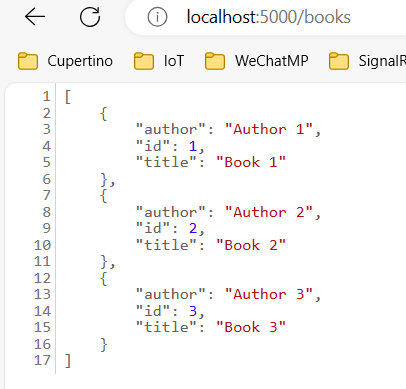 localhost:5000/books
Cupertino IoT WeChatMP SignalR
1 [
2 {
3 "author": "Author 1",
4 "id": 1,
5 "title": "Book 1"
6 },
7 {
8 "author": "Author 2",
9 "id": 2,
10 "title": "Book 2"
11 },
12 {
13 "author": "Author 3",
14 "id": 3,
15 "title": "Book 3"
16 }
17 ]